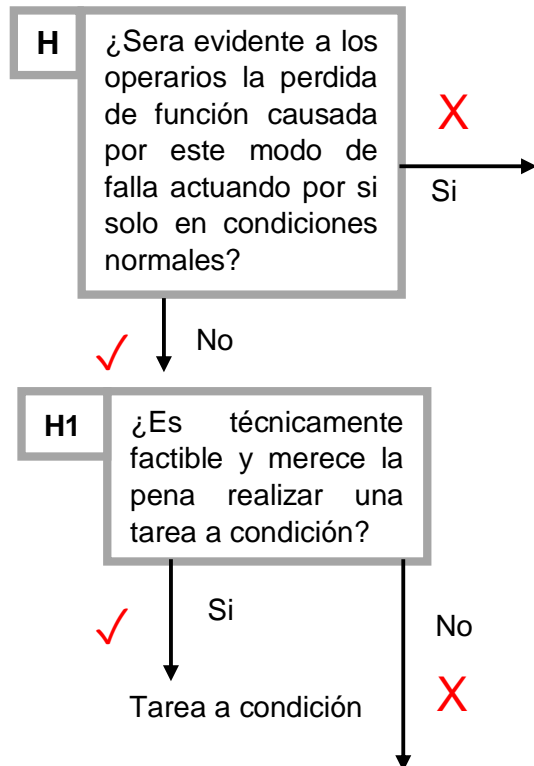 H
¿Sera evidente a los
operarios la perdida
de función causada
por este modo de
falla actuando por si
solo en condiciones
normales?
X
Si
✓
No
H1
¿Es técnicamente
factible y merece la
pena realizar una
tarea a condición?
✓
Si
No
X
Tarea a condición